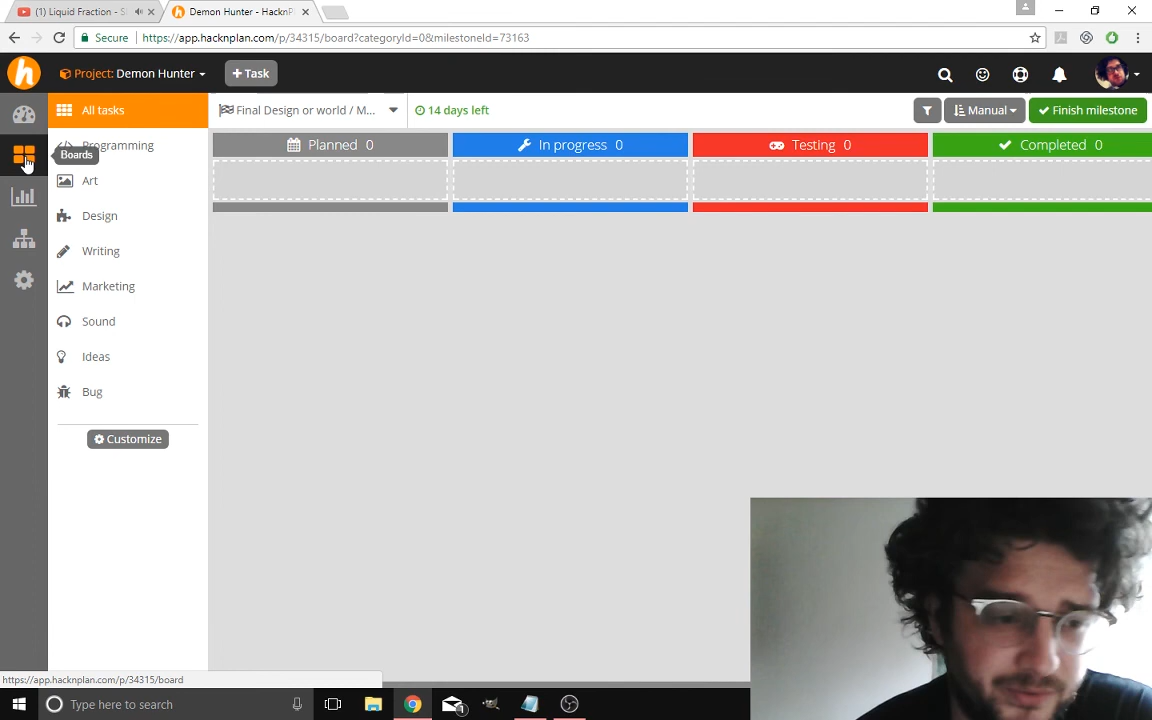 (1) Liquid Fraction - S
Demon Hunter - HacknP
Secure
https://app.hacknplan.com/p/34315/board?categoryId=0&milestoneId=73163
h
Project: Demon Hunter
+ Task
All tasks
Final Design or world / M...
14 days left
Manual
Finish milestone
Boards
Programming
Planned 0
In progress 0
Testing 0
Completed 0
Art
Design
Writing
Marketing
Sound
Ideas
Bug
Customize
https://app.hacknplan.com/p/34315/board
Type here to search
1